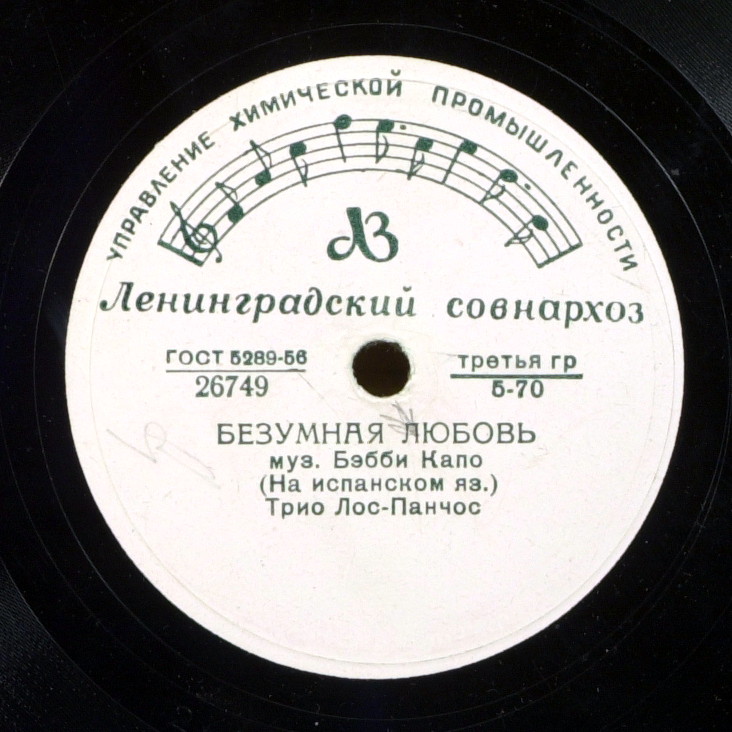 УПРАВЛЕНИЕ ХИМИЧЕСКОЙ ПРОМЫШЛЕННОСТИ
ЛЗ
Ленинградский совнархоз
ГОСТ 5289-56
26749
третья гр
5-70
БЕЗУМНАЯ ЛЮБОВЬ
муз. Бэбби Капо
(На испанском яз.)
Трио Лос-Панчос